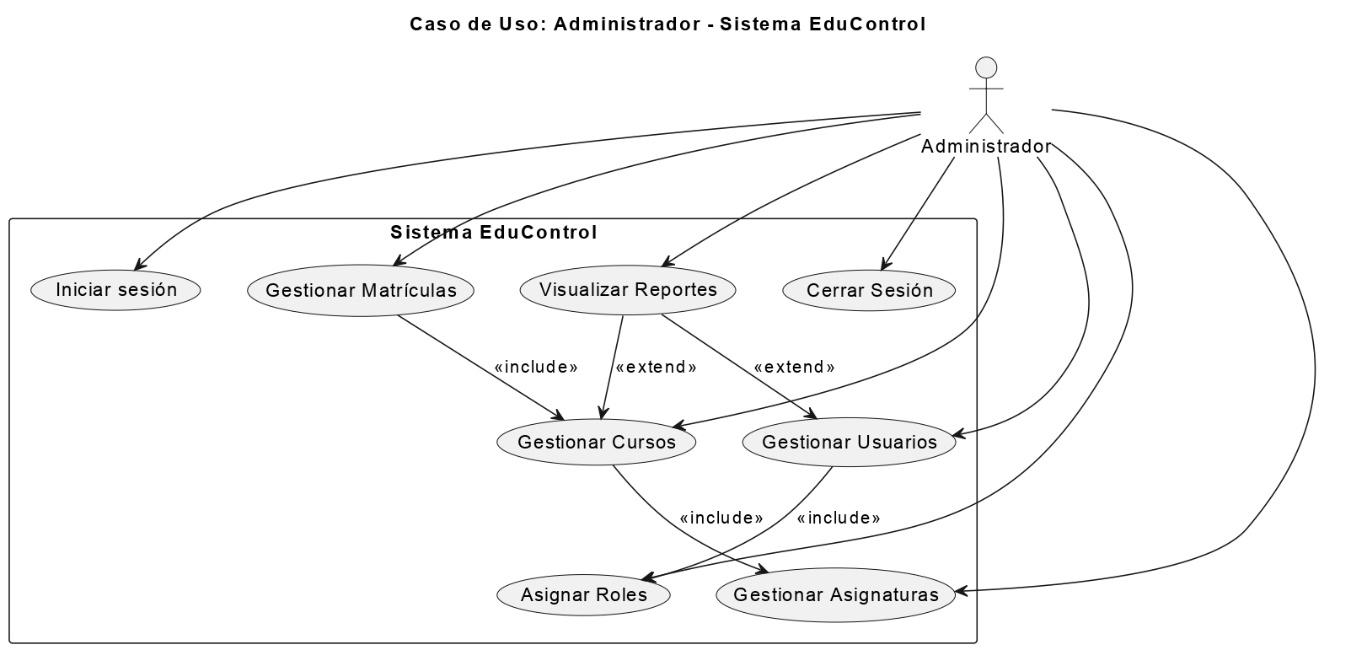 Caso de Uso: Administrador - Sistema EduControl
Administrador
Sistema EduControl
Iniciar sesión
Gestionar Matrículas
Visualizar Reportes
Cerrar Sesión
«include»
«extend»
«extend»
Gestionar Cursos
Gestionar Usuarios
«include»
«include»
Asignar Roles
Gestionar Asignaturas